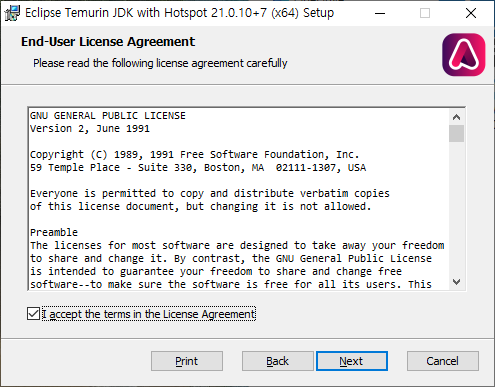 Eclipse Temurin JDK with Hotspot 21.0.10+7 (x64) Setup
End-User License Agreement
Please read the following license agreement carefully
GNU GENERAL PUBLIC LICENSE
Version 2, June 1991
Copyright (C) 1989, 1991 Free Software Foundation, Inc.
59 Temple Place - Suite 330, Boston, MA  02111-1307, USA
Everyone is permitted to copy and distribute verbatim copies
of this license document, but changing it is not allowed.
Preamble
The licenses for most software are designed to take away your freedom
to share and change it. By contrast, the GNU General Public License
is intended to guarantee your freedom to share and change free
software--to make sure the software is free for all its users. This
I accept the terms in the License Agreement
Print
Back
Next
Cancel